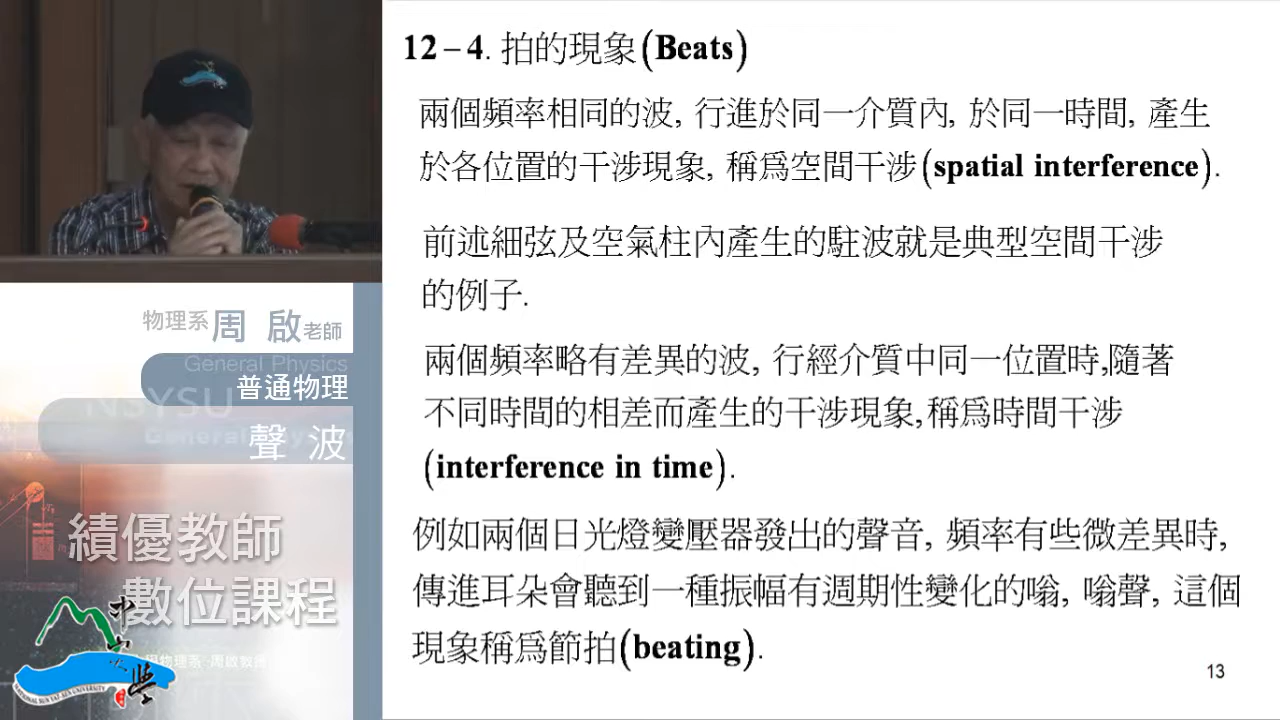 12－4. 拍的現象(Beats)
兩個頻率相同的波, 行進於同一介質內, 於同一時間, 產生
於各位置的干涉現象, 稱爲空間干涉(spatial interference).
前述細弦及空氣柱內產生的駐波就是典型空間干涉
的例子.
兩個頻率略有差異的波, 行經介質中同一位置時,隨著
不同時間的相差而產生的干涉現象,稱爲時間干涉
(interference in time).
例如兩個日光燈變壓器發出的聲音, 頻率有些微差異時,
傳進耳朵會聽到一種振幅有週期性變化的嗡, 嗡聲, 這個
現象稱爲節拍(beating).
13
物理系周 啟老師
General Physics
普通物理
NSYSU
聲 波
績優教師
數位課程
中山大學
NATIONAL SUN YAT-SEN UNIVERSITY